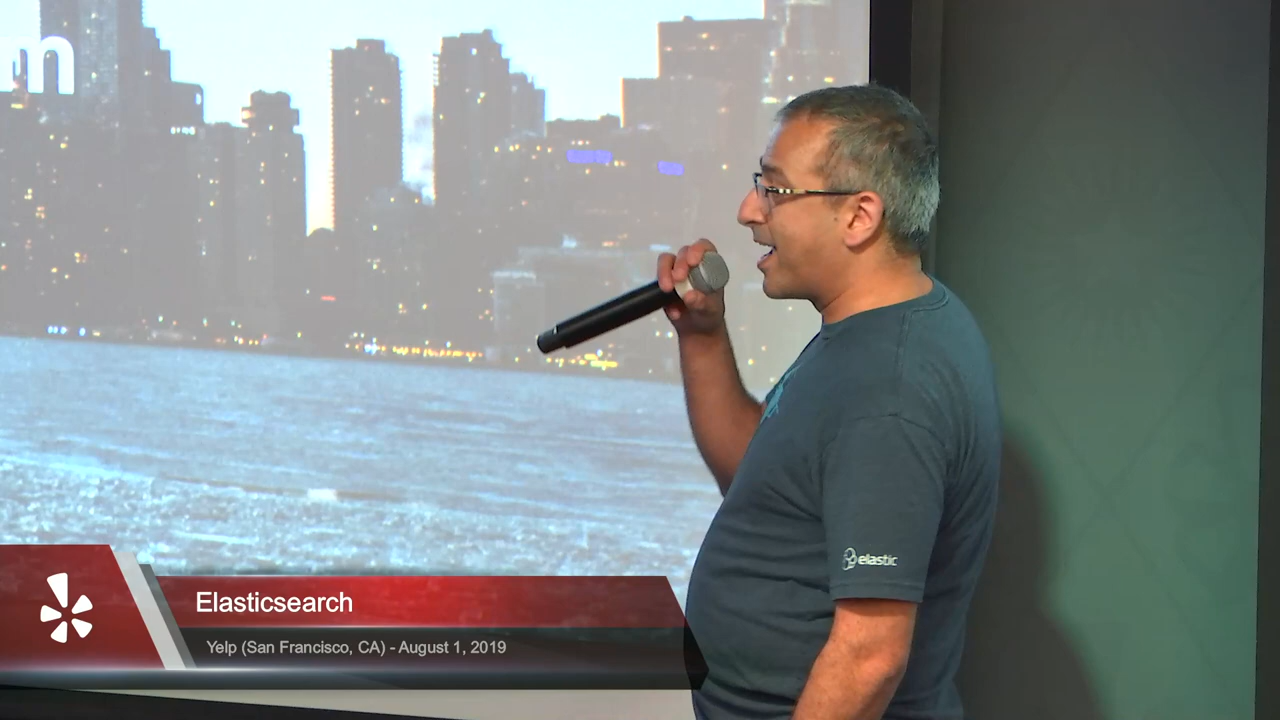 m
elastic
Elasticsearch
Yelp (San Francisco, CA) - August 1, 2019